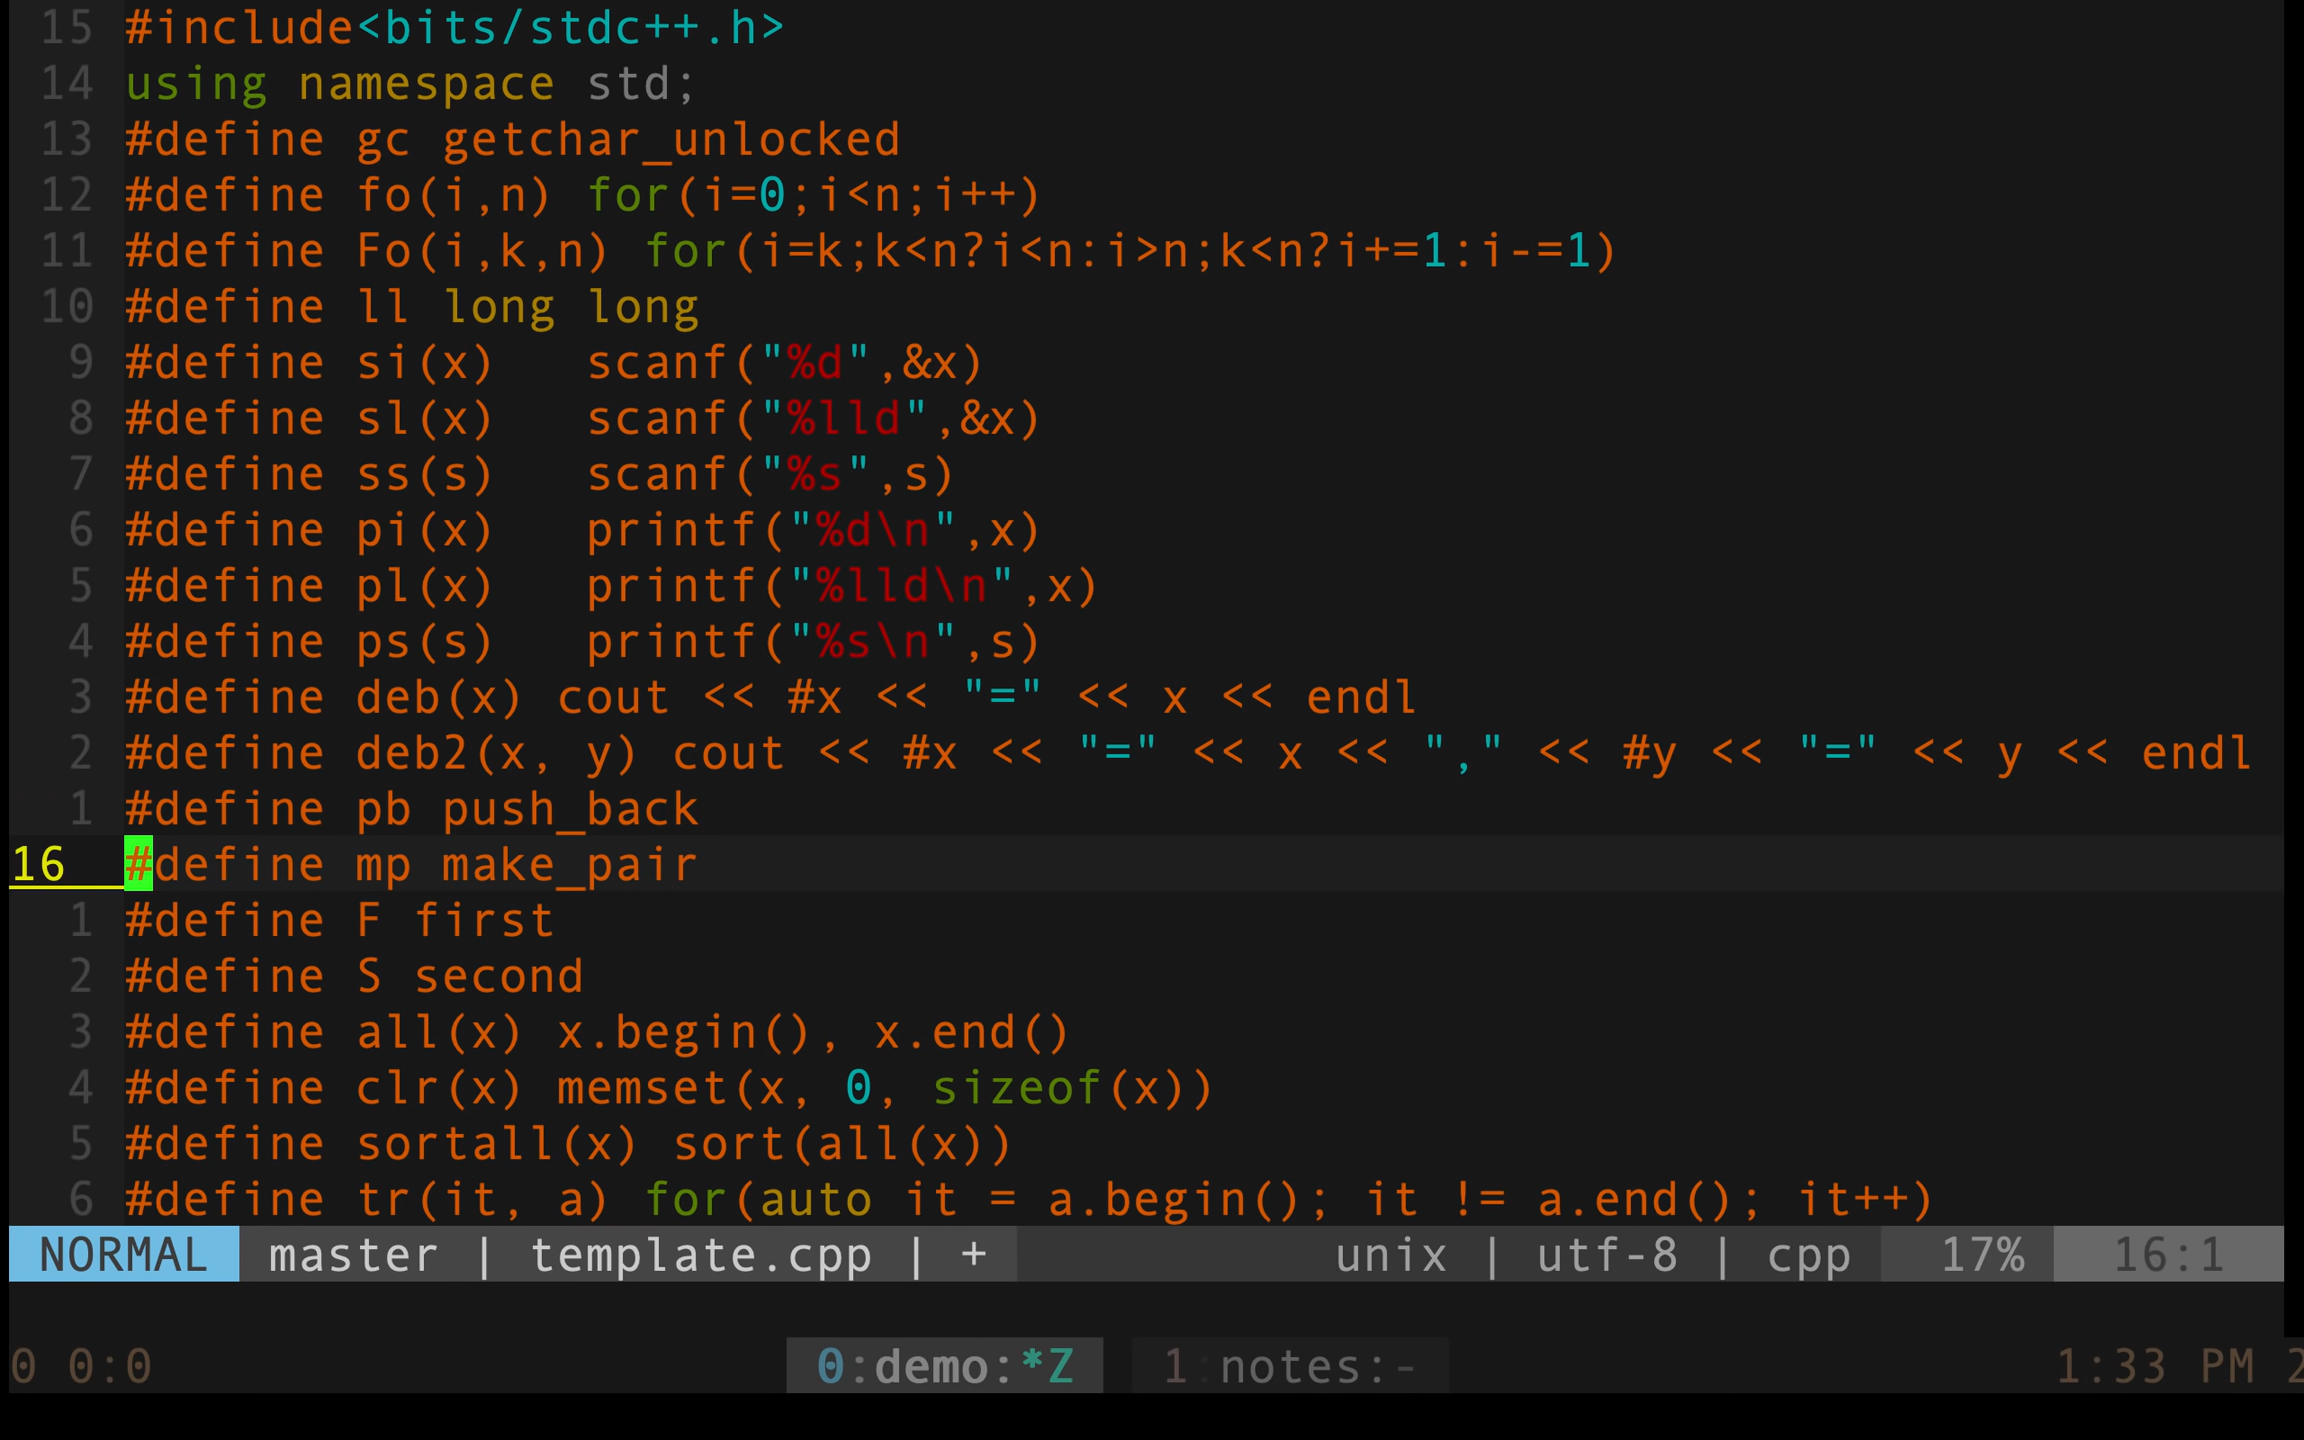 15 #include<bits/stdc++.h>
14 using namespace std;
13 #define gc getchar_unlocked
12 #define fo(i,n) for(i=0;i<n;i++)
11 #define Fo(i,k,n) for(i=k;k<n?i<n:i>n;k<n?i+=1:i-=1)
10 #define ll long long
9 #define si(x)   scanf("%d",&x)
8 #define sl(x)   scanf("%lld",&x)
7 #define ss(s)   scanf("%s",s)
6 #define pi(x)   printf("%d\n",x)
5 #define pl(x)   printf("%lld\n",x)
4 #define ps(s)   printf("%s\n",s)
3 #define deb(x) cout << #x << "=" << x << endl
2 #define deb2(x, y) cout << #x << "=" << x << "," << #y << "=" << y << endl
1 #define pb push_back
16 #define mp make_pair
1 #define F first
2 #define S second
3 #define all(x) x.begin(), x.end()
4 #define clr(x) memset(x, 0, sizeof(x))
5 #define sortall(x) sort(all(x))
6 #define tr(it, a) for(auto it = a.begin(); it != a.end(); it++)
NORMAL master | template.cpp | + unix | utf-8 | cpp 17% 16:1
0 0:0 0:demo:*Z 1:notes:- 1:33 PM 2